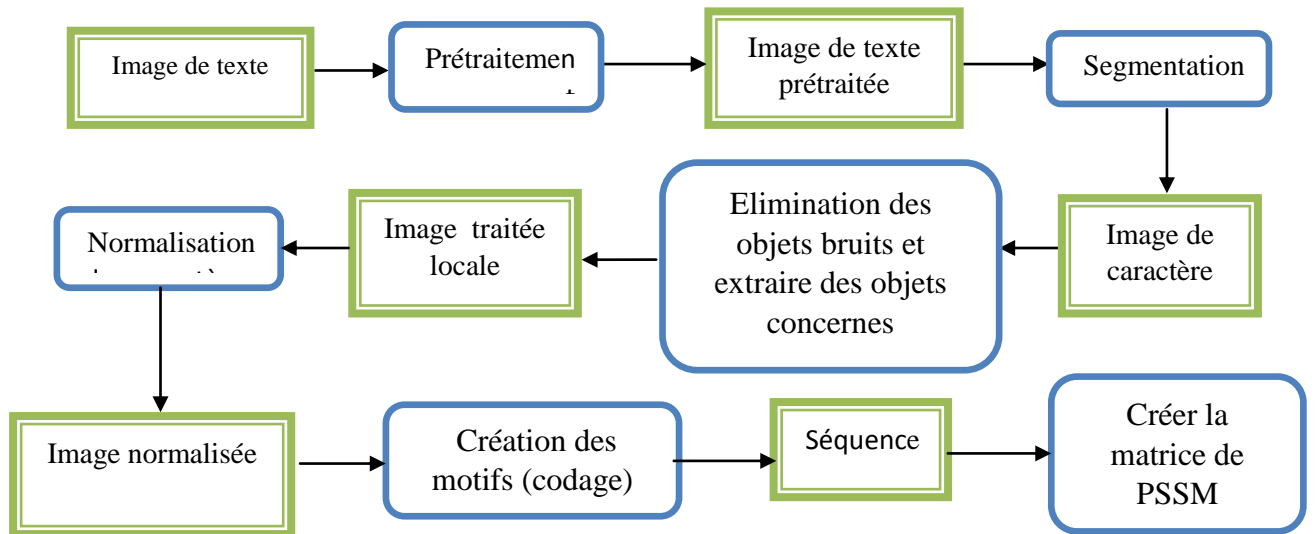 Image de texte
Prétraitemen
Image de texte
prétraitée
Segmentation
Image de
caractère
Elimination des
objets bruits et
extraire des objets
concernes
Image traitée
locale
Normalisation
Image normalisée
Création des
motifs (codage)
Séquence
Créer la
matrice de
PSSM